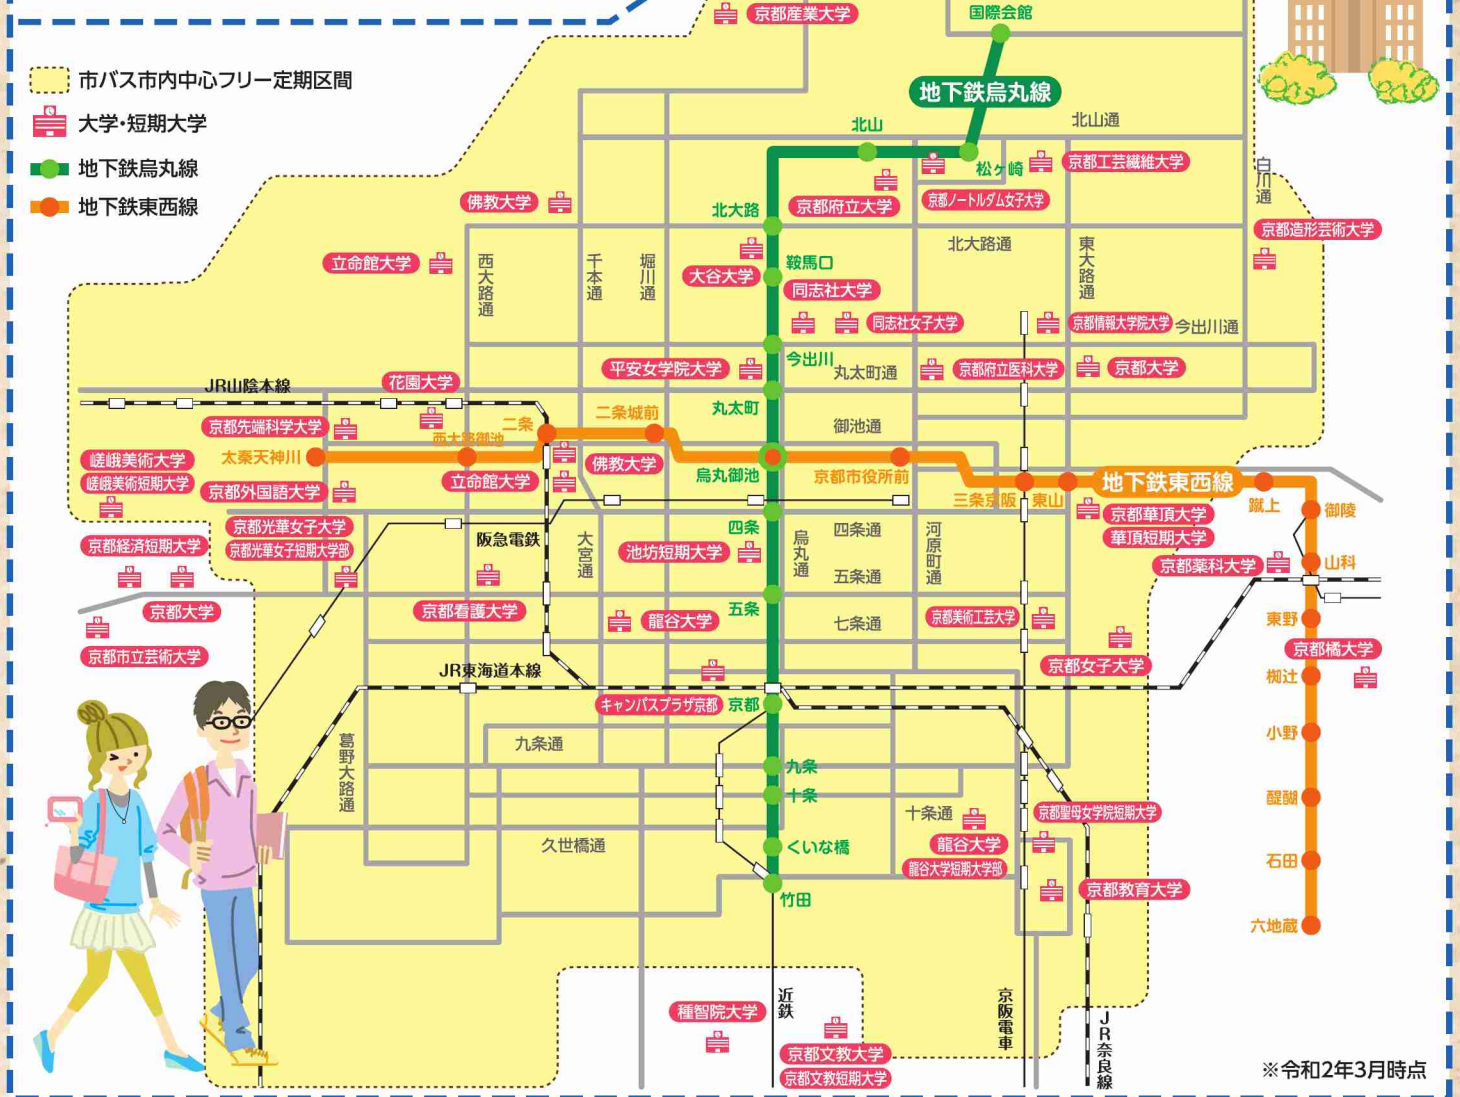 京都産業大学
国際会館
市バス市内中心フリー定期区間
大学・短期大学
地下鉄烏丸線
地下鉄東西線
地下鉄烏丸線
北山
北山通
松ヶ崎
京都工芸繊維大学
白川通
佛教大学
京都府立大学
京都ノートルダム女子大学
北大路
京都造形芸術大学
立命館大学
西大路通
千本通
堀川通
北大路通
東大路通
鞍馬口
大谷大学
同志社大学
同志社女子大学
京都情報大学院大学
今出川通
今出川
平安女学院大学
丸太町通
京都府立医科大学
京都大学
JR山陰本線
花園大学
丸太町
二条城前
二条
御池通
京都先端科学大学
西大路御池
太秦天神川
嵯峨美術大学
嵯峨美術短期大学
佛教大学
烏丸御池
京都市役所前
立命館大学
京都外国語大学
三条京阪
東山
地下鉄東西線
蹴上
御陵
京都光華女子大学
京都光華女子短期大学部
四条
四条通
河原町通
烏丸通
京都華頂大学
華頂短期大学
阪急電鉄
大宮通
京都経済短期大学
池坊短期大学
京都薬科大学
山科
五条通
京都大学
京都看護大学
五条
龍谷大学
七条通
京都美術工芸大学
東野
京都市立芸術大学
京都橘大学
JR東海道本線
京都女子大学
椥辻
キャンパスプラザ京都
京都
小野
葛野大路通
九条通
九条
十条
醍醐
十条通
京都聖母女学院短期大学
久世橋通
くいな橋
龍谷大学
龍谷大学短期大学部
石田
京都教育大学
竹田
六地蔵
近鉄
京阪電車
JR奈良線
種智院大学
京都文教大学
京都文教短期大学
※令和2年3月時点